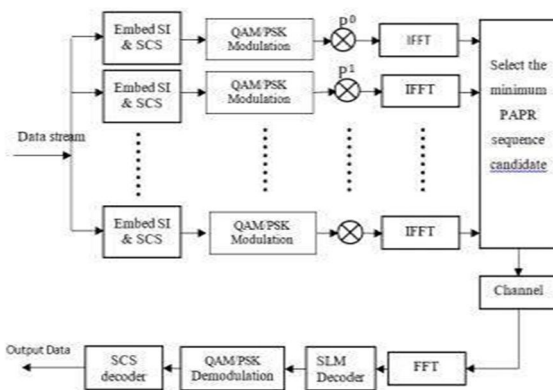 Embed SI
& SCS
QAM/PSK
Modulation
P0
IFFT
Embed SI
& SCS
QAM/PSK
Modulation
P1
IFFT
Select the
minimum
PAPR
sequence
candidate
Data stream
Embed SI
& SCS
QAM/PSK
Modulation
IFFT
Channel
Output Data
SCS
decoder
QAM/PSK
Demodulation
SLM
Decoder
FFT